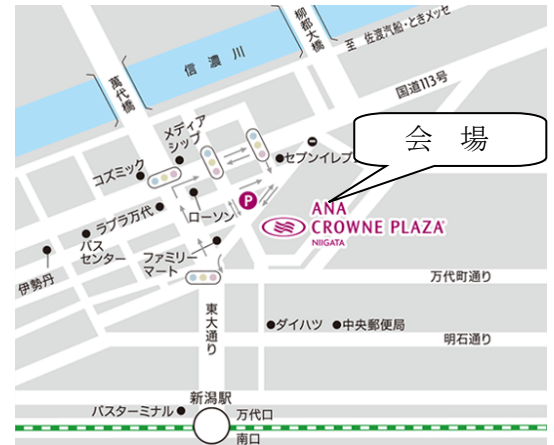 柳都大橋
至 佐渡汽船・ときメッセ
信濃川
萬代橋
国道113号
会 場
メディア
シップ
コズミック
セブンイレブ
P
ローソン
ラブラ万代
バス
センター
伊勢丹
ファミリー
マート
ANA
CROWNE PLAZA
NIIGATA
万代町通り
東大通り
ダイハツ
中央郵便局
明石通り
新潟駅
バスターミナル
万代口
南口